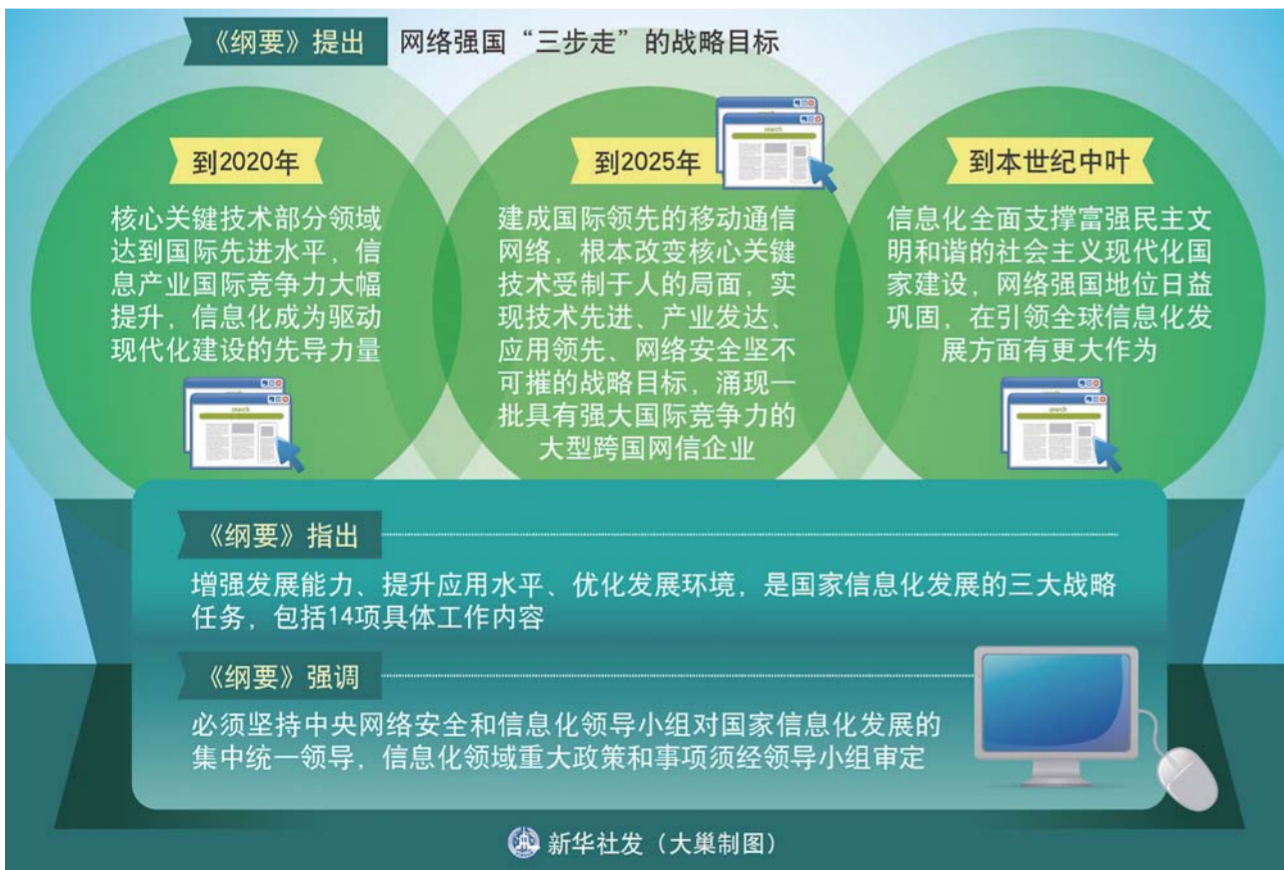 《纲要》提出 网络强国“三步走”的战略目标
到2020年
核心关键技术部分领域
达到国际先进水平，信
息产业国际竞争力大幅
提升，信息化成为驱动
现代化建设的先导力量
search
到2025年
search
建成国际领先的移动通信
网络，根本改变核心关键
技术受制于人的局面，实
现技术先进、产业发达、
应用领先、网络安全坚不
可摧的战略目标，涌现一
批具有强大国际竞争力的
大型跨国网信企业
到本世纪中叶
信息化全面支撑富强民主文
明和谐的社会主义现代化国
家建设，网络强国地位日益
巩固，在引领全球信息化发
展方面有更大作为
search
《纲要》指出
增强发展能力、提升应用水平、优化发展环境，是国家信息化发展的三大战略
任务，包括14项具体工作内容
《纲要》强调
必须坚持中央网络安全和信息化领导小组对国家信息化发展的
集中统一领导，信息化领域重大政策和事项须经领导小组审定
新华社发（大巢制图）